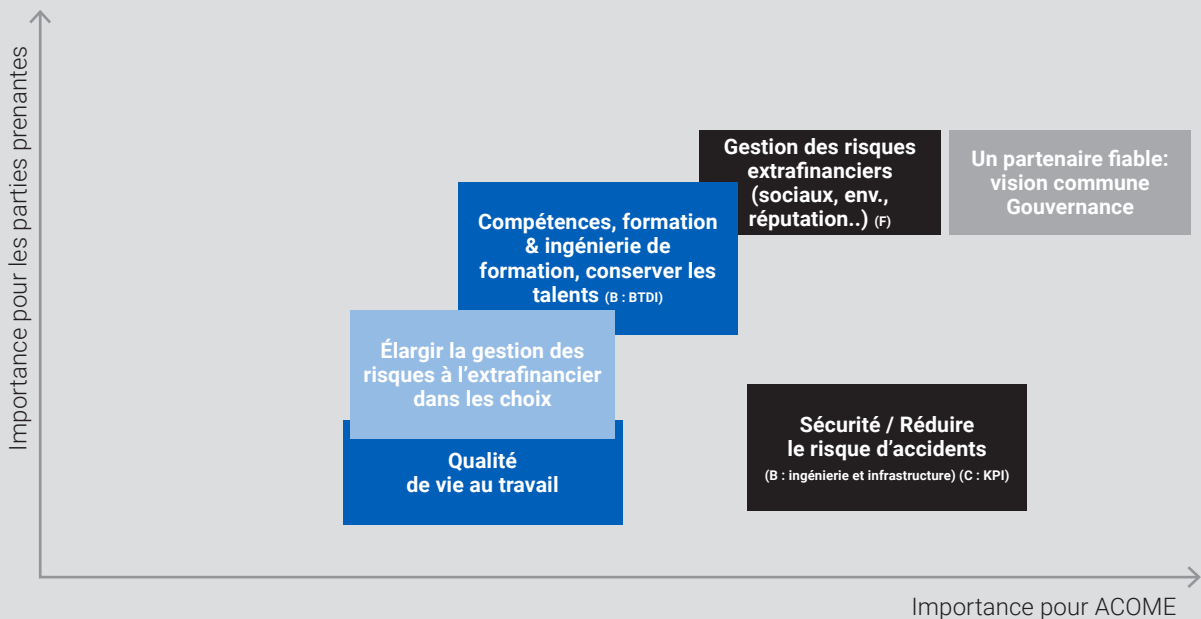 Importance pour les parties prenantes
Gestion des risques
extrafinanciers
(sociaux, env.,
réputation..) (F)
Un partenaire fiable:
vision commune
Gouvernance
Compétences, formation
& ingénierie de
formation, conserver les
talents (B : BTDI)
Élargir la gestion des
risques à l’extrafinancier
dans les choix
Qualité
de vie au travail
Sécurité / Réduire
le risque d’accidents
(B : ingénierie et infrastructure) (C : KPI)
Importance pour ACOME